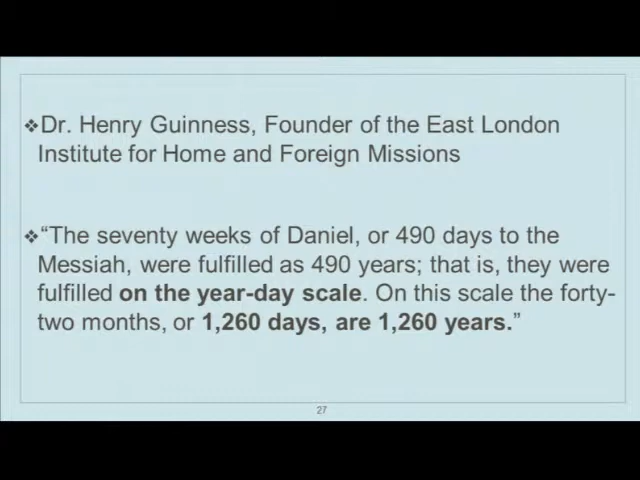 ❖Dr. Henry Guinness, Founder of the East London
Institute for Home and Foreign Missions
❖“The seventy weeks of Daniel, or 490 days to the
Messiah, were fulfilled as 490 years; that is, they were
fulfilled on the year-day scale. On this scale the forty-
two months, or 1,260 days, are 1,260 years.”
27